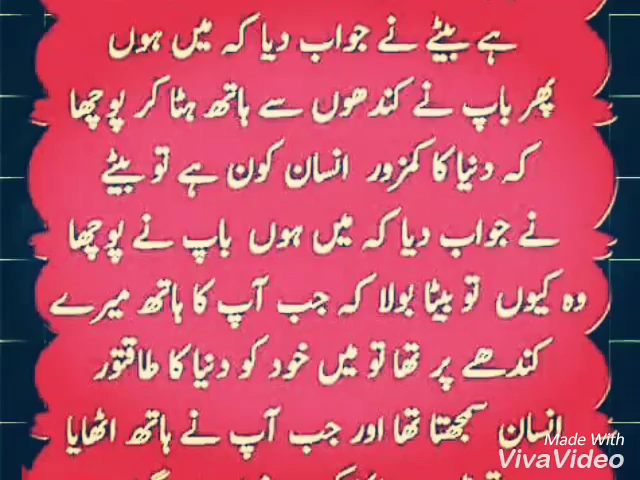 ہے بیٹے نے جواب دیا کہ میں ہوں
پھر باپ نے کندھوں سے ہاتھ ہٹا کر پوچھا
کہ دنیا کا کمزور انسان کون ہے تو بیٹے
نے جواب دیا کہ میں ہوں باپ نے پوچھا
وہ کیوں تو بیٹا بولا کہ جب آپ کا ہاتھ میرے
کندھے پر تھا تو میں خود کو دنیا کا طاقتور
انسان سمجھتا تھا اور جب آپ نے ہاتھ اٹھایا
Made With
VivaVideo